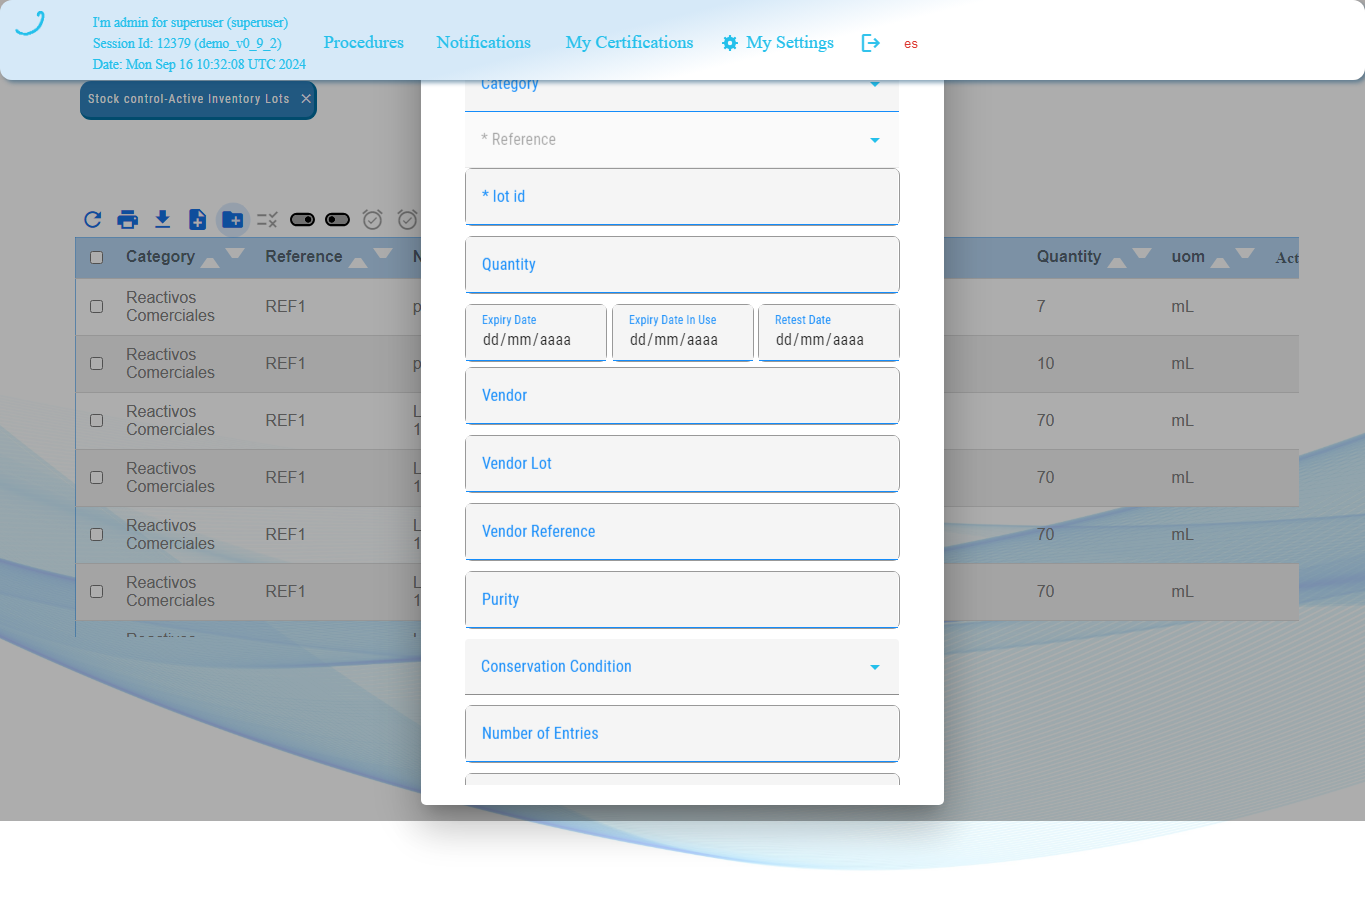 I'm admin for superuser (superuser)
Session Id: 12379 (demo_v0_9_2)
Date: Mon Sep 16 10:32:08 UTC 2024
Procedures
Notifications
My Certifications
My Settings
es
Stock control-Active Inventory Lots
Category
* Reference
* lot id
Quantity
Expiry Date
dd/mm/aaaa
Expiry Date In Use
dd/mm/aaaa
Retest Date
dd/mm/aaaa
Vendor
Vendor Lot
Vendor Reference
Purity
Conservation Condition
Number of Entries
Category Reference N Quantity uom Act
Reactivos
Comerciales
REF1 p 7 mL
Reactivos
Comerciales
REF1 p 10 mL
Reactivos
Comerciales
REF1
L
1
70 mL
Reactivos
Comerciales
REF1
L
1
70 mL
Reactivos
Comerciales
REF1
L
1
70 mL
Reactivos
Comerciales
REF1
L
1
70 mL